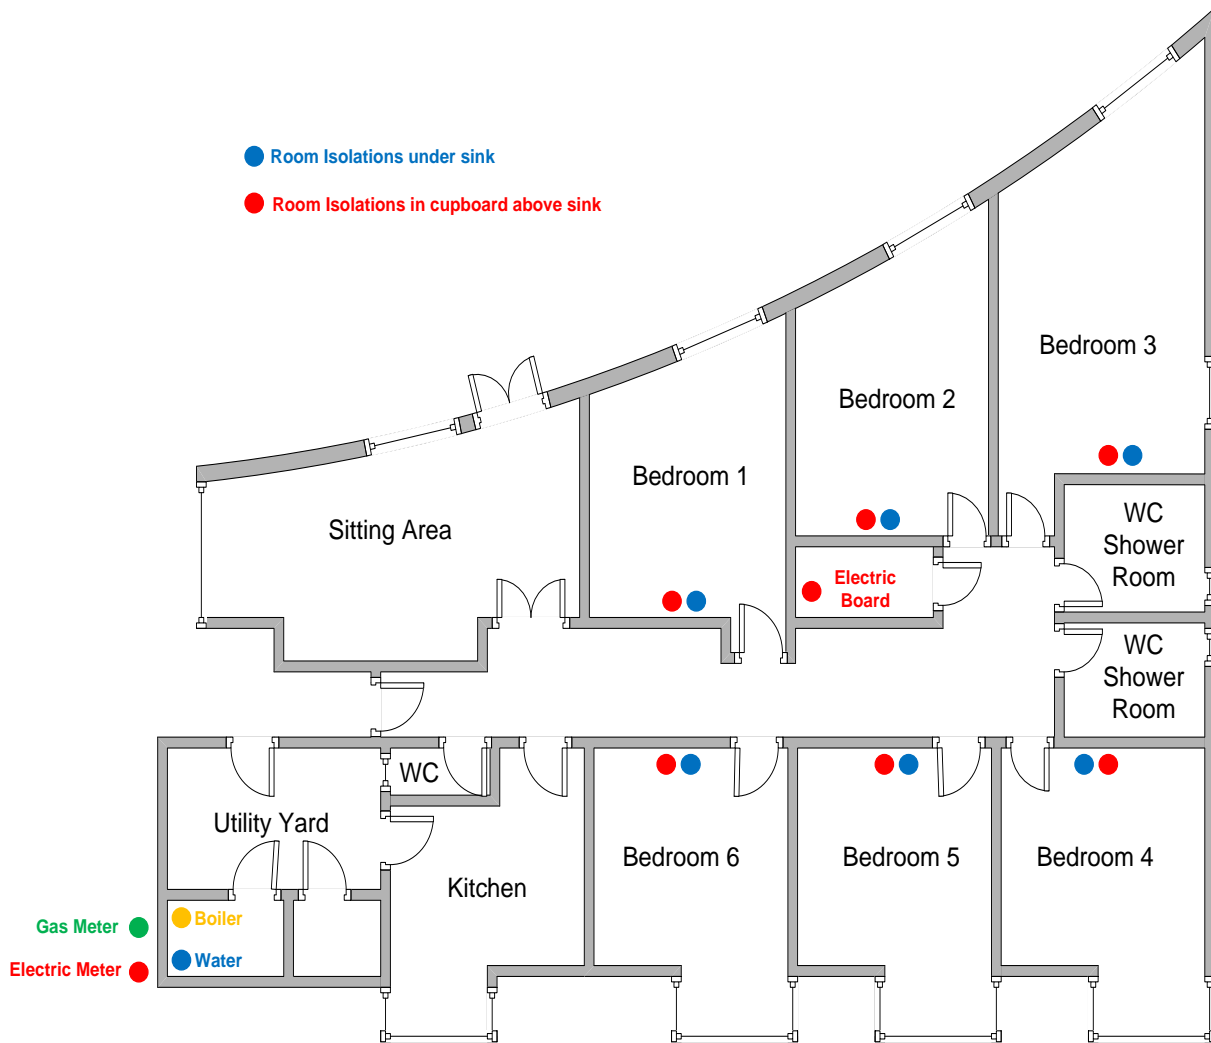 Room Isolations under sink
Room Isolations in cupboard above sink
Bedroom 3
Bedroom 2
Bedroom 1
Sitting Area
WC
Shower
Room
Electric
Board
WC
Shower
Room
WC
Utility Yard
Bedroom 6
Bedroom 5
Bedroom 4
Kitchen
Gas Meter
Boiler
Electric Meter
Water